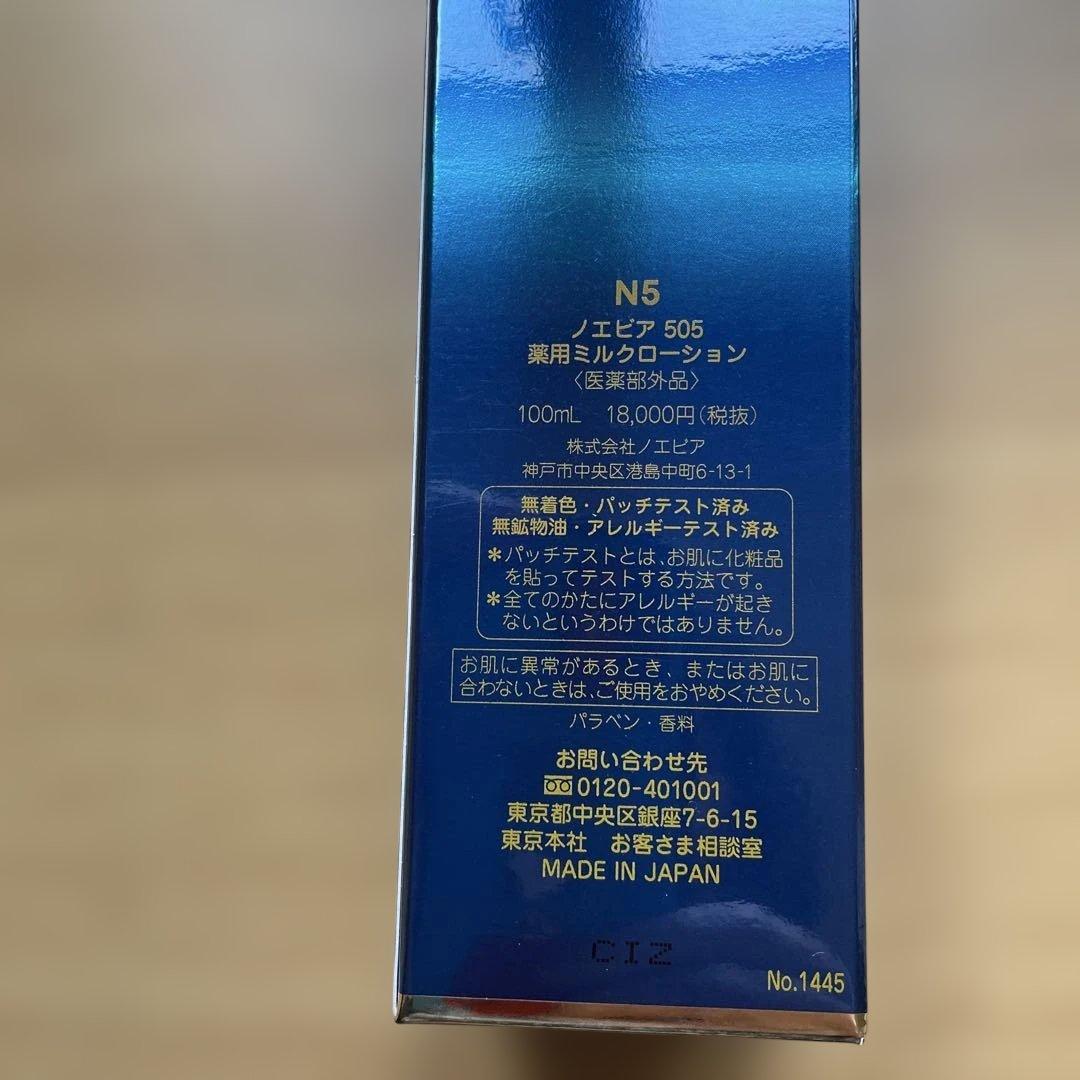 N5
ノエビア 505
薬用ミルクローション
〈医薬部外品〉
100mL 18,000円(税抜)
株式会社ノエビア
神戸市中央区港島中町6-13-1
無着色・パッチテスト済み
無鉱物油・アレルギーテスト済み
*パッチテストとは、お肌に化粧品
を貼ってテストする方法です。
*全てのかたにアレルギーが起き
ないというわけではありません。
お肌に異常があるとき、またはお肌に
合わないときは、ご使用をおやめください。
パラベン・香料
お問い合わせ先
0120-401001
東京都中央区銀座7-6-15
東京本社 お客さま相談室
MADE IN JAPAN
CIZ
No.1445